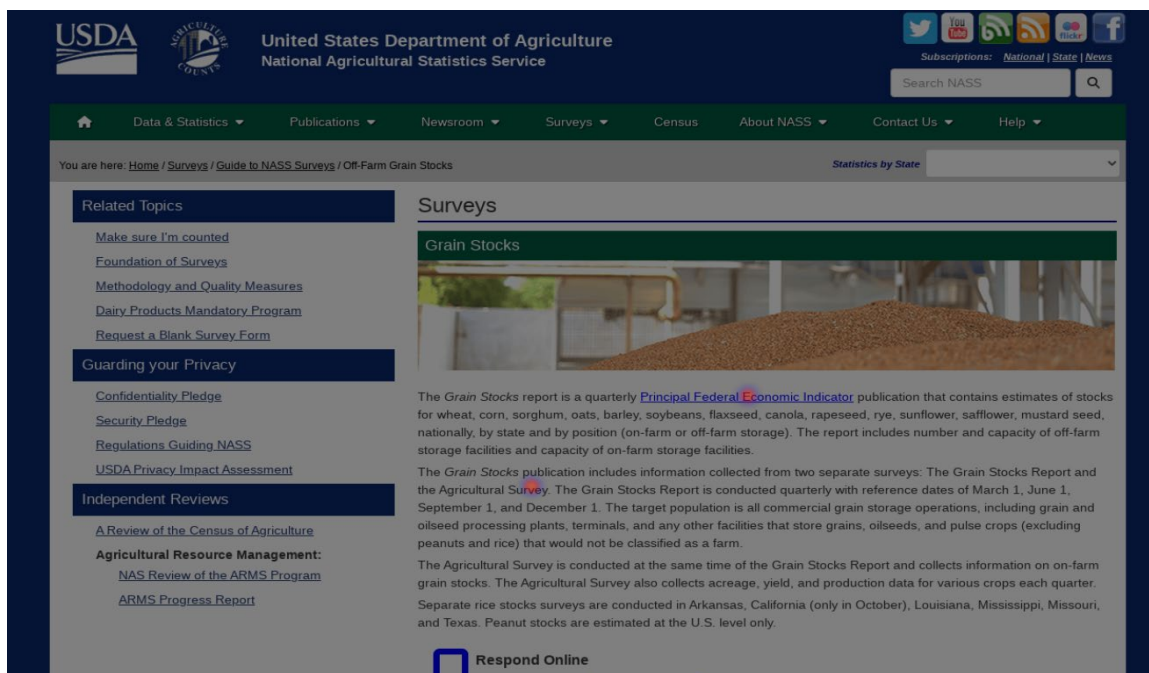 USDA
AGRICULTURE COUNTS
United States Department of Agriculture
National Agricultural Statistics Service
You Tube
flickr
Subscriptions: National | State | News
Search NASS
Data & Statistics
Publications
Newsroom
Surveys
Census
About NASS
Contact Us
Help
You are here: Home / Surveys / Guide to NASS Surveys / Off-Farm Grain Stocks
Statistics by State
Related Topics
Make sure I'm counted
Foundation of Surveys
Methodology and Quality Measures
Dairy Products Mandatory Program
Request a Blank Survey Form
Guarding your Privacy
Confidentiality Pledge
Security Pledge
Regulations Guiding NASS
USDA Privacy Impact Assessment
Independent Reviews
A Review of the Census of Agriculture
Agricultural Resource Management:
NAS Review of the ARMS Program
ARMS Progress Report
Surveys
Grain Stocks
The Grain Stocks report is a quarterly Principal Federal Economic Indicator publication that contains estimates of stocks
for wheat, corn, sorghum, oats, barley, soybeans, flaxseed, canola, rapeseed, rye, sunflower, safflower, mustard seed,
nationally, by state and by position (on-farm or off-farm storage). The report includes number and capacity of off-farm
storage facilities and capacity of on-farm storage facilities.
The Grain Stocks publication includes information collected from two separate surveys: The Grain Stocks Report and
the Agricultural Survey. The Grain Stocks Report is conducted quarterly with reference dates of March 1, June 1,
September 1, and December 1. The target population is all commercial grain storage operations, including grain and
oilseed processing plants, terminals, and any other facilities that store grains, oilseeds, and pulse crops (excluding
peanuts and rice) that would not be classified as a farm.
The Agricultural Survey is conducted at the same time of the Grain Stocks Report and collects information on on-farm
grain stocks. The Agricultural Survey also collects acreage, yield, and production data for various crops each quarter.
Separate rice stocks surveys are conducted in Arkansas, California (only in October), Louisiana, Mississippi, Missouri,
and Texas. Peanut stocks are estimated at the U.S. level only.
Respond Online